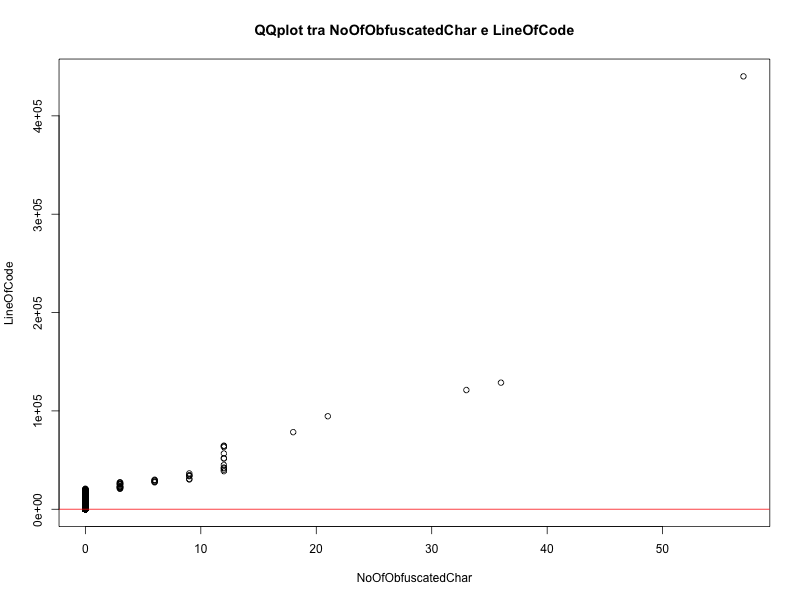 QQplot tra NoOfObfuscatedChar e LineOfCode
LineOfCode
4e+05
3e+05
2e+05
1e+05
0e+00
0 10 20 30 40 50
NoOfObfuscatedChar